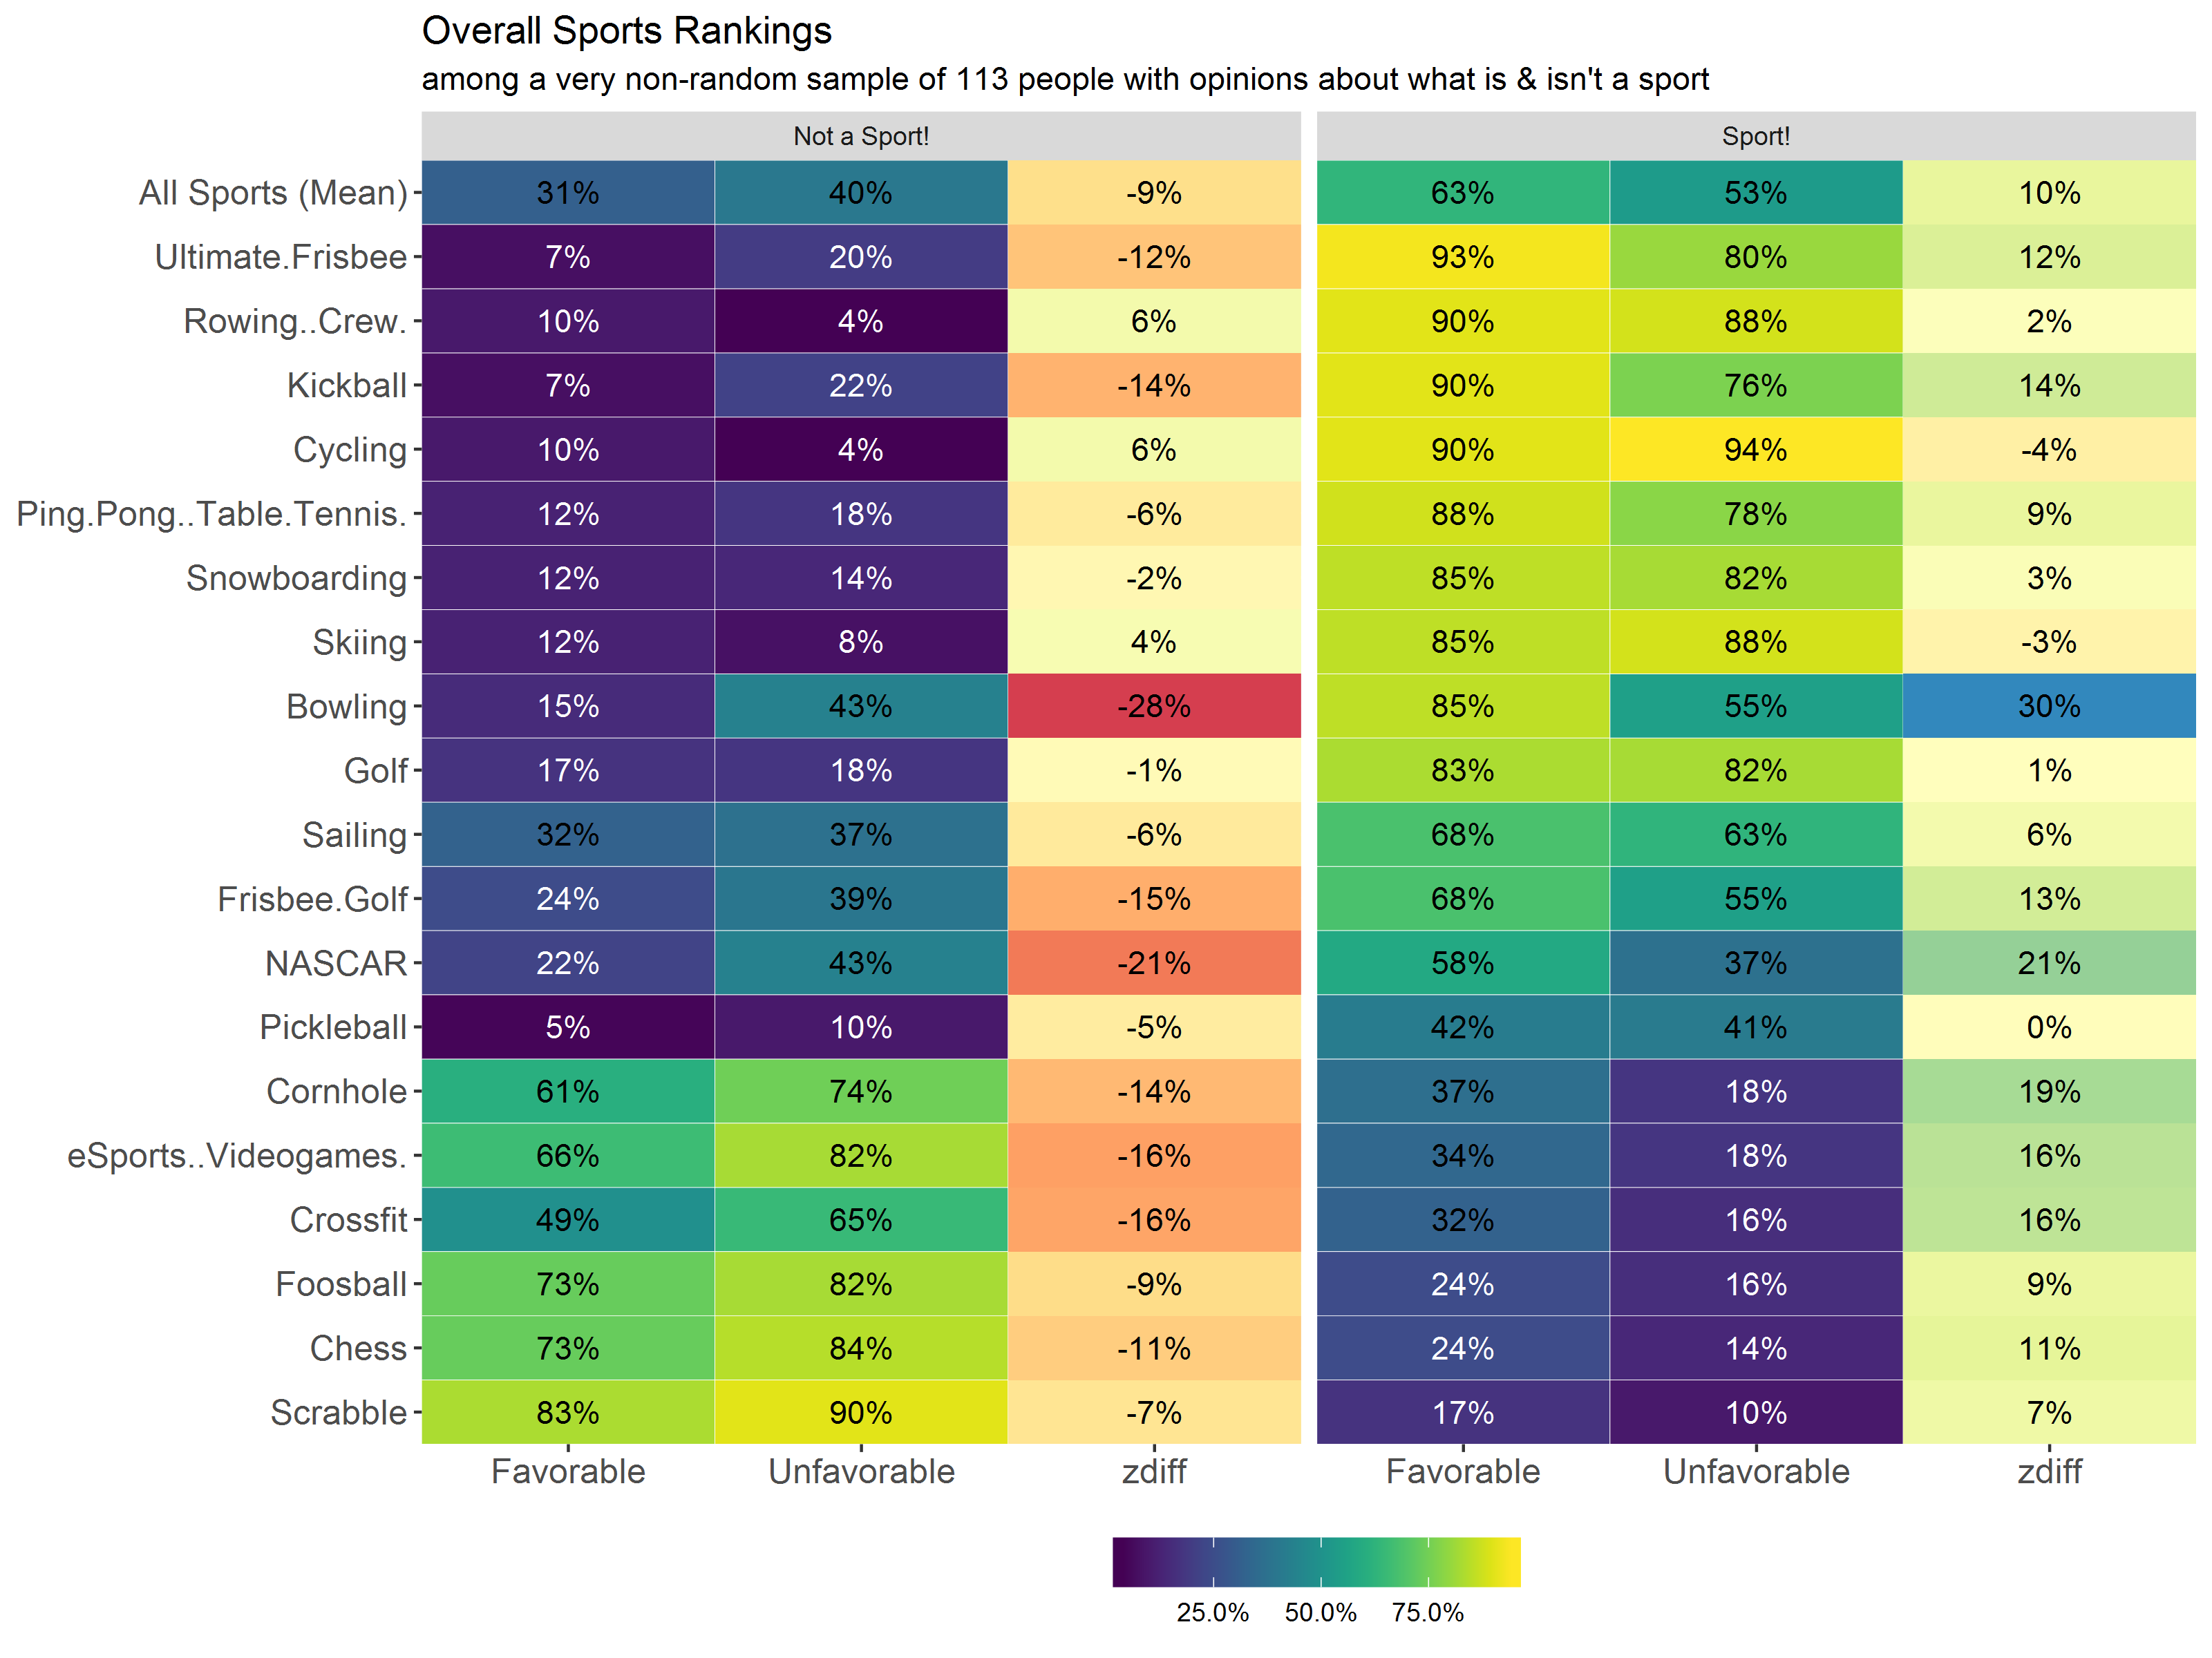 Overall Sports Rankings
among a very non-random sample of 113 people with opinions about what is & isn't a sport
Not a Sport! Sport!
All Sports (Mean) 31% 40% -9% 63% 53% 10%
Ultimate.Frisbee 7% 20% -12% 93% 80% 12%
Rowing..Crew. 10% 4% 6% 90% 88% 2%
Kickball 7% 22% -14% 90% 76% 14%
Cycling 10% 4% 6% 90% 94% -4%
Ping.Pong..Table.Tennis. 12% 18% -6% 88% 78% 9%
Snowboarding 12% 14% -2% 85% 82% 3%
Skiing 12% 8% 4% 85% 88% -3%
Bowling 15% 43% -28% 85% 55% 30%
Golf 17% 18% -1% 83% 82% 1%
Sailing 32% 37% -6% 68% 63% 6%
Frisbee.Golf 24% 39% -15% 68% 55% 13%
NASCAR 22% 43% -21% 58% 37% 21%
Pickleball 5% 10% -5% 42% 41% 0%
Cornhole 61% 74% -14% 37% 18% 19%
eSports..Videogames. 66% 82% -16% 34% 18% 16%
Crossfit 49% 65% -16% 32% 16% 16%
Foosball 73% 82% -9% 24% 16% 9%
Chess 73% 84% -11% 24% 14% 11%
Scrabble 83% 90% -7% 17% 10% 7%
Favorable Unfavorable zdiff Favorable Unfavorable zdiff
25.0% 50.0% 75.0%